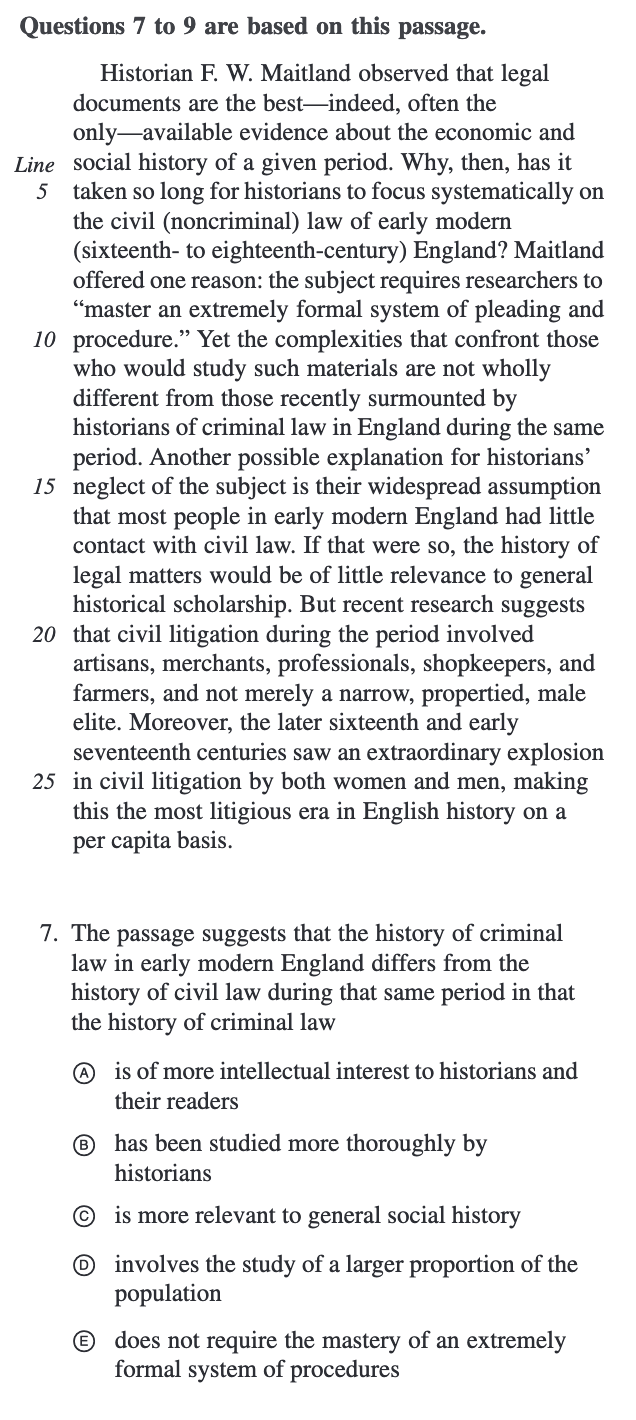 Questions 7 to 9 are based on this passage.
Historian F. W. Maitland observed that legal
documents are the best—indeed, often the
only—available evidence about the economic and
Line social history of a given period. Why, then, has it
5 taken so long for historians to focus systematically on
the civil (noncriminal) law of early modern
(sixteenth- to eighteenth-century) England? Maitland
offered one reason: the subject requires researchers to
“master an extremely formal system of pleading and
10 procedure.” Yet the complexities that confront those
who would study such materials are not wholly
different from those recently surmounted by
historians of criminal law in England during the same
period. Another possible explanation for historians’
15 neglect of the subject is their widespread assumption
that most people in early modern England had little
contact with civil law. If that were so, the history of
legal matters would be of little relevance to general
historical scholarship. But recent research suggests
20 that civil litigation during the period involved
artisans, merchants, professionals, shopkeepers, and
farmers, and not merely a narrow, propertied, male
elite. Moreover, the later sixteenth and early
seventeenth centuries saw an extraordinary explosion
25 in civil litigation by both women and men, making
this the most litigious era in English history on a
per capita basis.
7. The passage suggests that the history of criminal
law in early modern England differs from the
history of civil law during that same period in that
the history of criminal law
A is of more intellectual interest to historians and
their readers
B has been studied more thoroughly by
historians
C is more relevant to general social history
D involves the study of a larger proportion of the
population
E does not require the mastery of an extremely
formal system of procedures